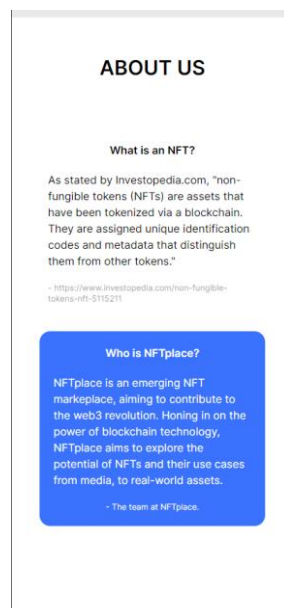 ABOUT US
What is an NFT?
As stated by Investopedia.com, "non-
fungible tokens (NFTs) are assets that
have been tokenized via a blockchain.
They are assigned unique identification
codes and metadata that distinguish
them from other tokens."
- https://www.investopedia.com/non-fungible-
tokens-nft-5115211
Who is NFTplace?
NFTplace is an emerging NFT
markeplace, aiming to contribute to
the web3 revolution. Honing in on the
power of blockchain technology,
NFTplace aims to explore the
potential of NFTs and their use cases
from media, to real-world assets.
- The team at NFTplace.